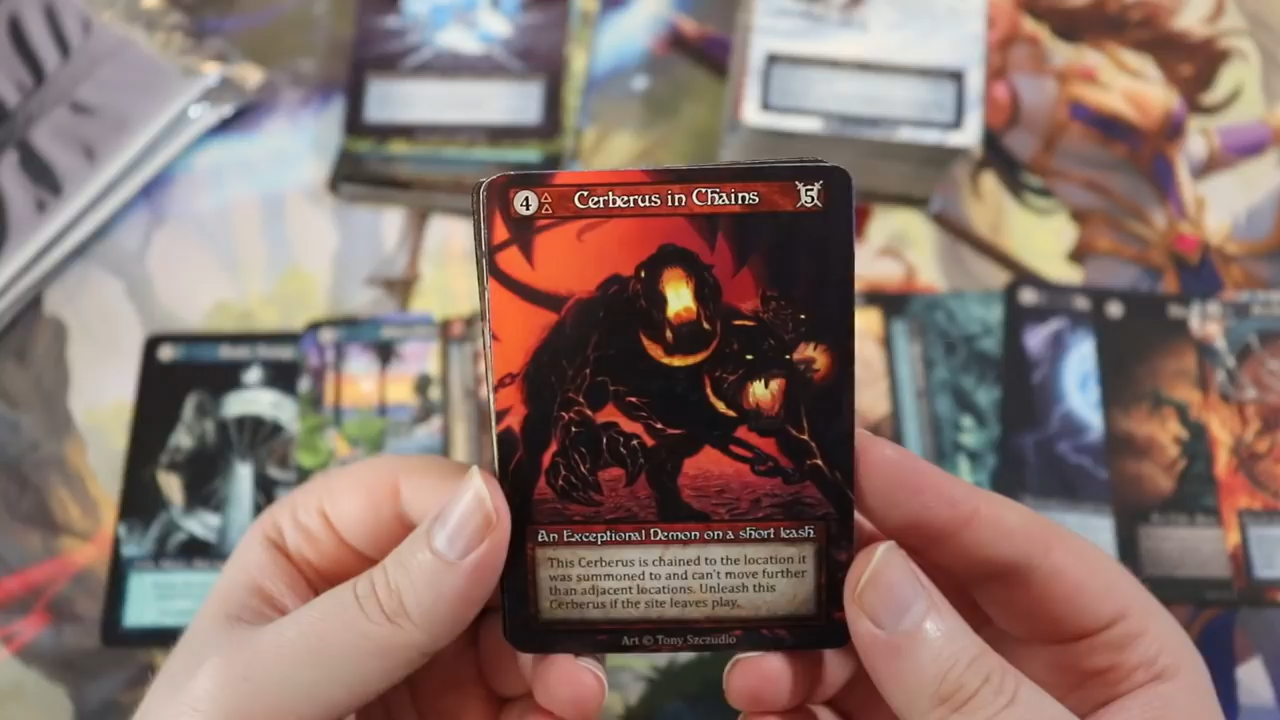 4 Cerberus in Chains 5
An Exceptional Demon on a short leash.
This Cerberus is chained to the location it
was summoned to and can't move further
than adjacent locations. Unleash this
Cerberus if the site leaves play.
Art © Tony Szczudlo